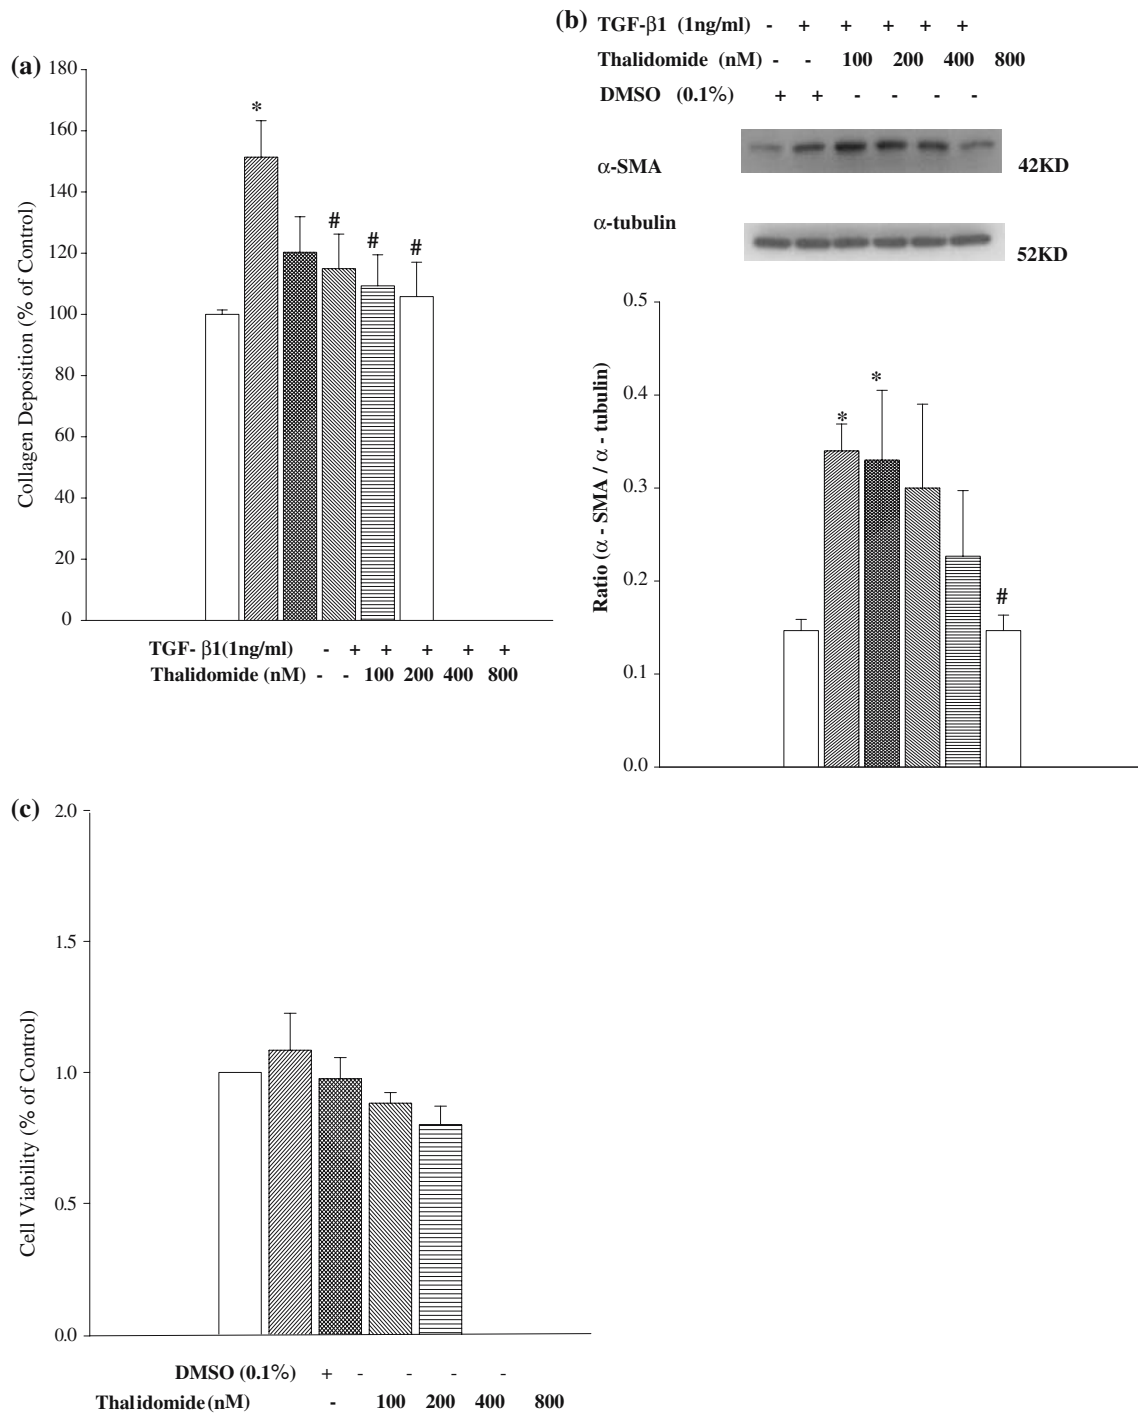 (a)
180
160
140
120
100
80
60
40
20
0
Collagen Deposition (% of Control)
*
#
#
#
TGF- β1(1ng/ml) - + + + + +
Thalidomide (nM) - - 100 200 400 800
(b)
TGF-β1 (1ng/ml) - + + + + +
Thalidomide (nM) - - 100 200 400 800
DMSO (0.1%) + + - - - -
α-SMA 42KD
α-tubulin 52KD
0.5
0.4
0.3
0.2
0.1
0.0
Ratio (α - SMA / α - tubulin)
*
*
#
(c)
2.0
1.5
1.0
0.5
0.0
Cell Viability (% of Control)
DMSO (0.1%) + - - - -
Thalidomide (nM) - 100 200 400 800